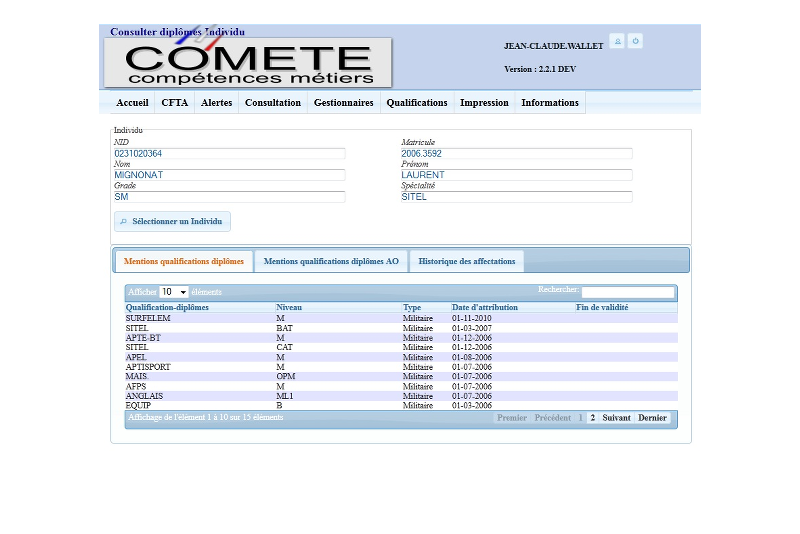 Consulter diplômes Individu
COMETE
compétences métiers
JEAN-CLAUDE.WALLET
Version : 2.2.1 DEV
Accueil CFTA Alertes Consultation Gestionnaires Qualifications Impression Informations
Individu
NID Matricule
0231020364 2006.3592
Nom Prénom
MIGNONAT LAURENT
Grade Spécialité
SM SITEL
Sélectionner un Individu
Mentions qualifications diplômes Mentions qualifications diplômes AO Historique des affectations
Afficher 10 éléments Rechercher:
Qualification-diplômes Niveau Type Date d'attribution Fin de validité
SURFELEM M Militaire 01-11-2010
SITEL BAT Militaire 01-03-2007
APTE-BT M Militaire 01-12-2006
SITEL CAT Militaire 01-12-2006
APEL M Militaire 01-08-2006
APTISPORT M Militaire 01-07-2006
MAIS. OPM Militaire 01-07-2006
AFPS M Militaire 01-07-2006
ANGLAIS ML1 Militaire 01-07-2006
EQUIP B Militaire 01-03-2006
Affichage de l'élément 1 à 10 sur 15 éléments Premier Précédent 1 2 Suivant Dernier